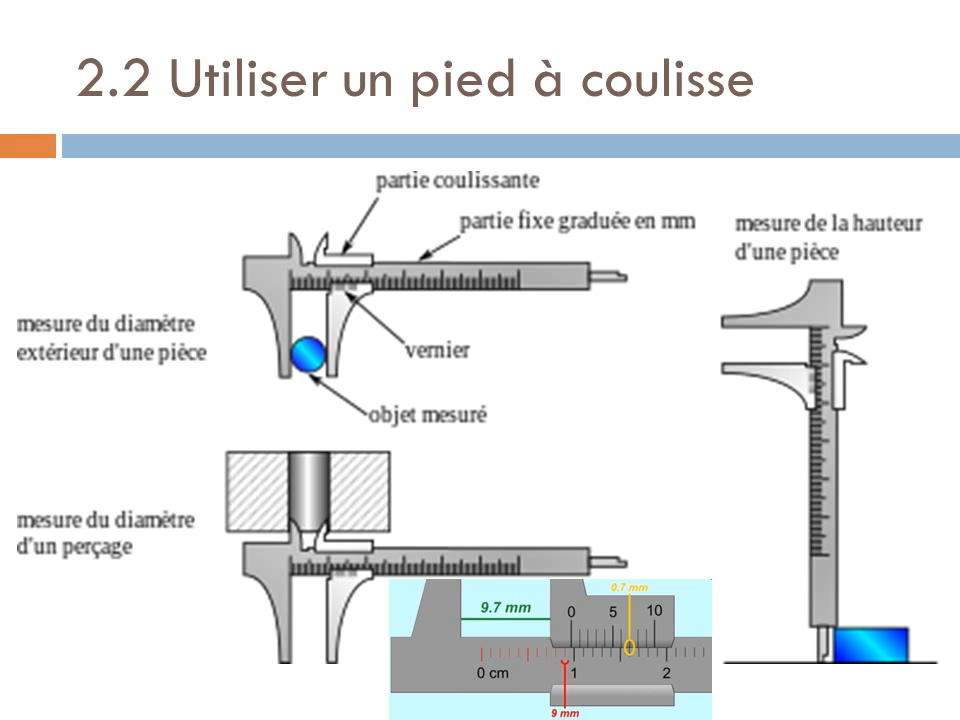 2.2 Utiliser un pied à coulisse
partie coulissante
partie fixe graduée en mm
mesure de la hauteur
d'une pièce
mesure du diamètre
extérieur d'une pièce
vernier
objet mesuré
mesure du diamètre
d'un perçage
0.7 mm
9.7 mm
0 5 10
0 cm 1 2
9 mm